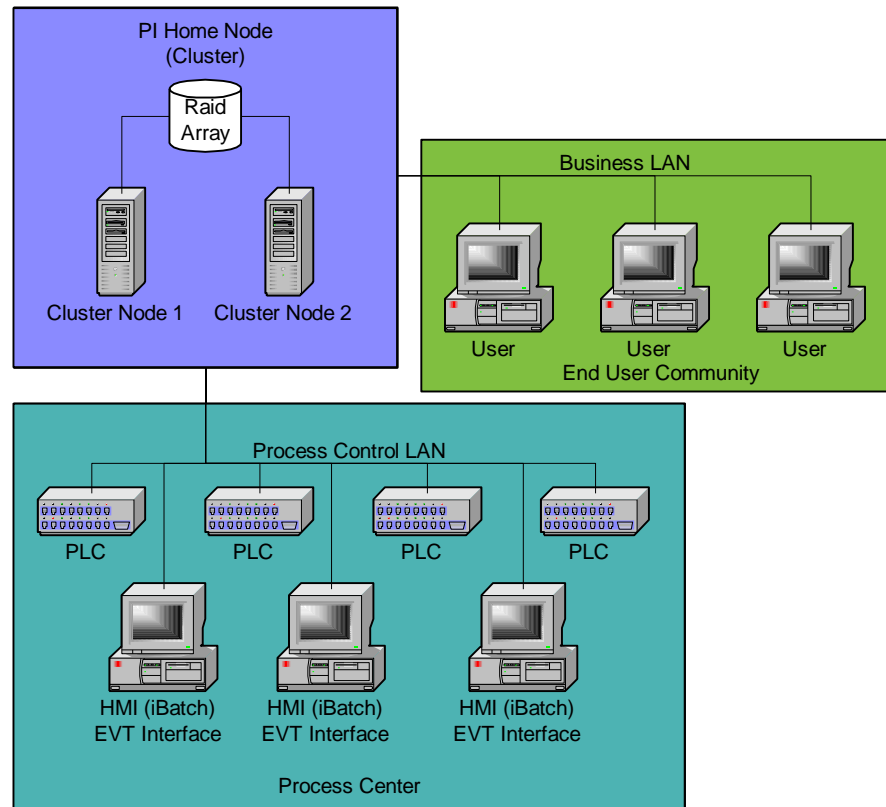 PI Home Node
(Cluster)
Raid
Array
Cluster Node 1
Cluster Node 2
Business LAN
User
User
User
End User Community
Process Control LAN
PLC
PLC
PLC
PLC
HMI (iBatch)
EVT Interface
HMI (iBatch)
EVT Interface
HMI (iBatch)
EVT Interface
Process Center